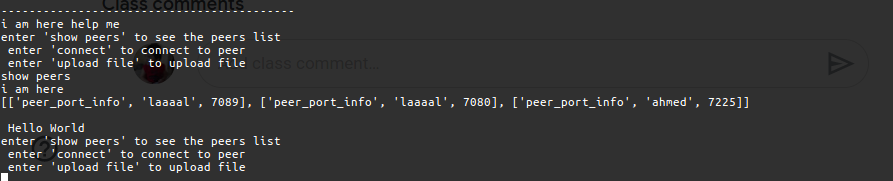 Class comments
----------------------------------------
i am here help me
enter 'show peers' to see the peers list
enter 'connect' to connect to peer
enter 'upload file' to upload file
show peers
i am here
[['peer_port_info', 'laaaal', 7089], ['peer_port_info', 'laaaal', 7080], ['peer_port_info', 'ahmed', 7225]]
Hello World
enter 'show peers' to see the peers list
enter 'connect' to connect to peer
enter 'upload file' to upload file
class comment...